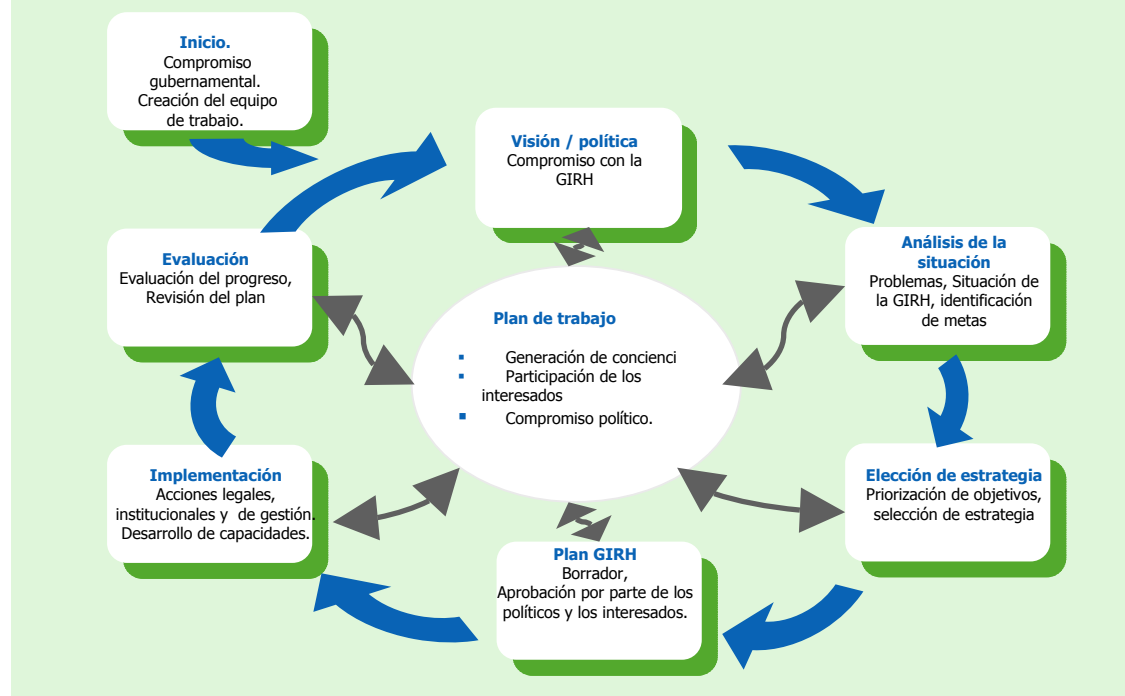 Inicio.
Compromiso
gubernamental.
Creación del equipo
de trabajo.
Visión / política
Compromiso con la
GIRH
Análisis de la
situación
Problemas, Situación de
la GIRH, identificación
de metas
Elección de estrategia
Priorización de objetivos,
selección de estrategia
Plan GIRH
Borrador,
Aprobación por parte de los
políticos y los interesados.
Implementación
Acciones legales,
institucionales y de gestión.
Desarrollo de capacidades.
Evaluación
Evaluación del progreso,
Revisión del plan
Plan de trabajo
▪ Generación de concienci
▪ Participación de los
interesados
▪ Compromiso político.